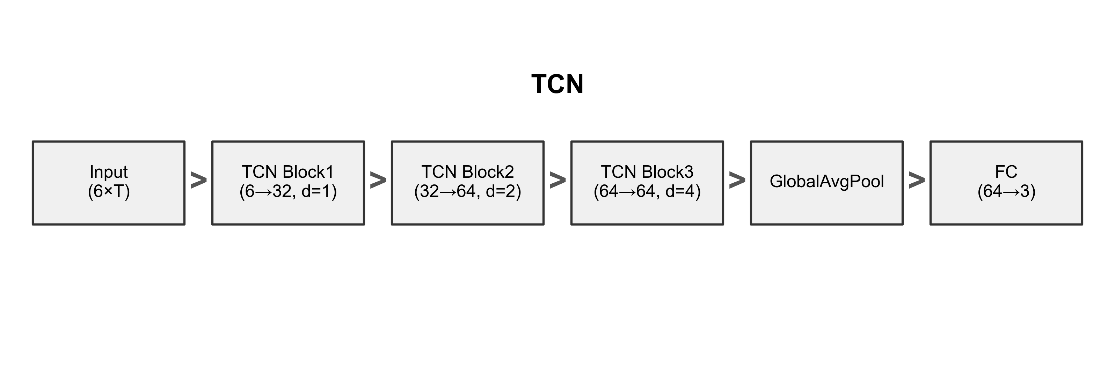 TCN
Input
(6×T)
>
TCN Block1
(6→32, d=1)
>
TCN Block2
(32→64, d=2)
>
TCN Block3
(64→64, d=4)
>
GlobalAvgPool
>
FC
(64→3)